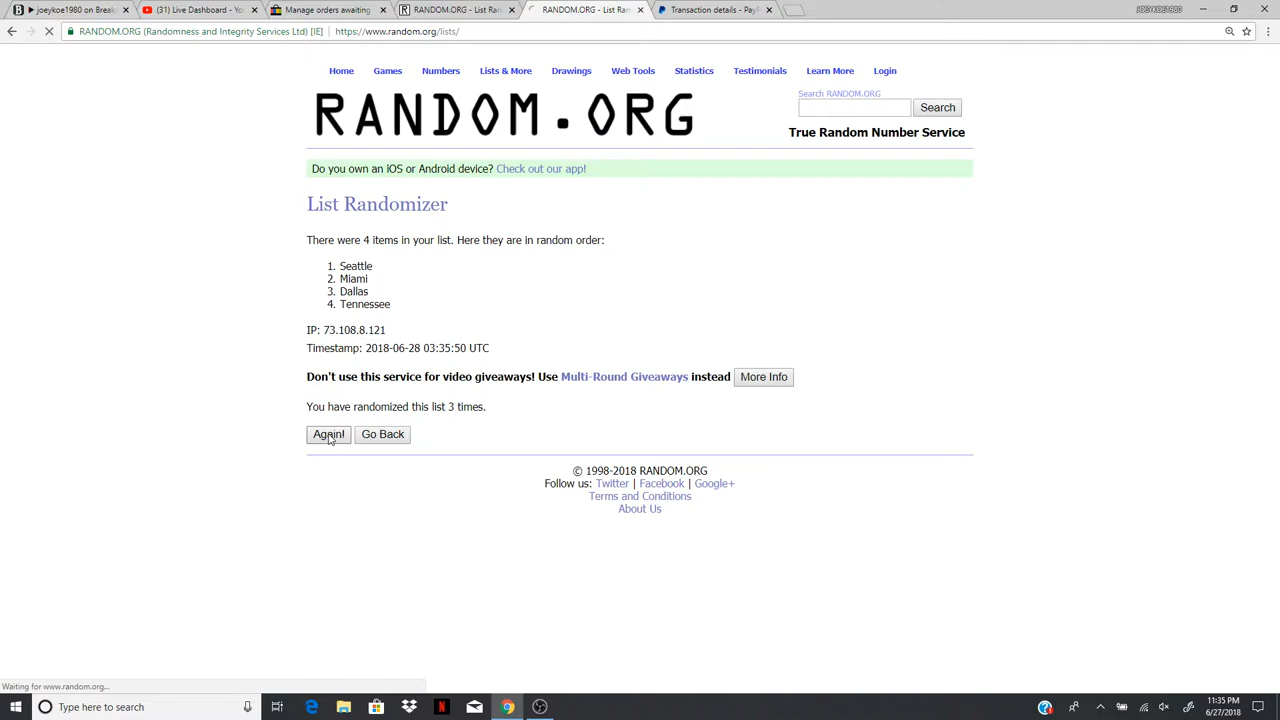 joeykoe1980 on Break
(31) Live Dashboard - Yo
Manage orders awaiting
RANDOM.ORG - List Ran
RANDOM.ORG - List Ran
Transaction details - PayP
RANDOM.ORG (Randomness and Integrity Services Ltd) [IE] https://www.random.org/lists/
Home Games Numbers Lists & More Drawings Web Tools Statistics Testimonials Learn More Login
RANDOM.ORG
Search RANDOM.ORG
Search
True Random Number Service
Do you own an iOS or Android device? Check out our app!
List Randomizer
There were 4 items in your list. Here they are in random order:
1. Seattle
2. Miami
3. Dallas
4. Tennessee
IP: 73.108.8.121
Timestamp: 2018-06-28 03:35:50 UTC
Don't use this service for video giveaways! Use Multi-Round Giveaways instead More Info
You have randomized this list 3 times.
Again! Go Back
© 1998-2018 RANDOM.ORG
Follow us: Twitter | Facebook | Google+
Terms and Conditions
About Us
Waiting for www.random.org...
Type here to search
11:35 PM
6/27/2018